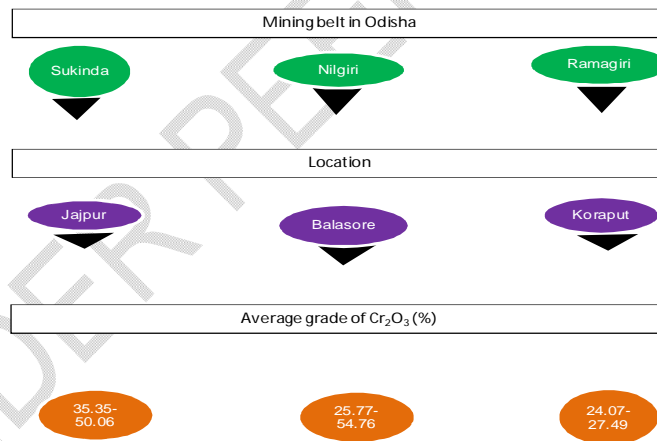 Mining belt in Odisha
Sukinda
Nilgiri
Ramagiri
Location
Jajpur
Balasore
Koraput
Average grade of Cr₂O₃ (%)
35.35-
50.06
25.77-
54.76
24.07-
27.49